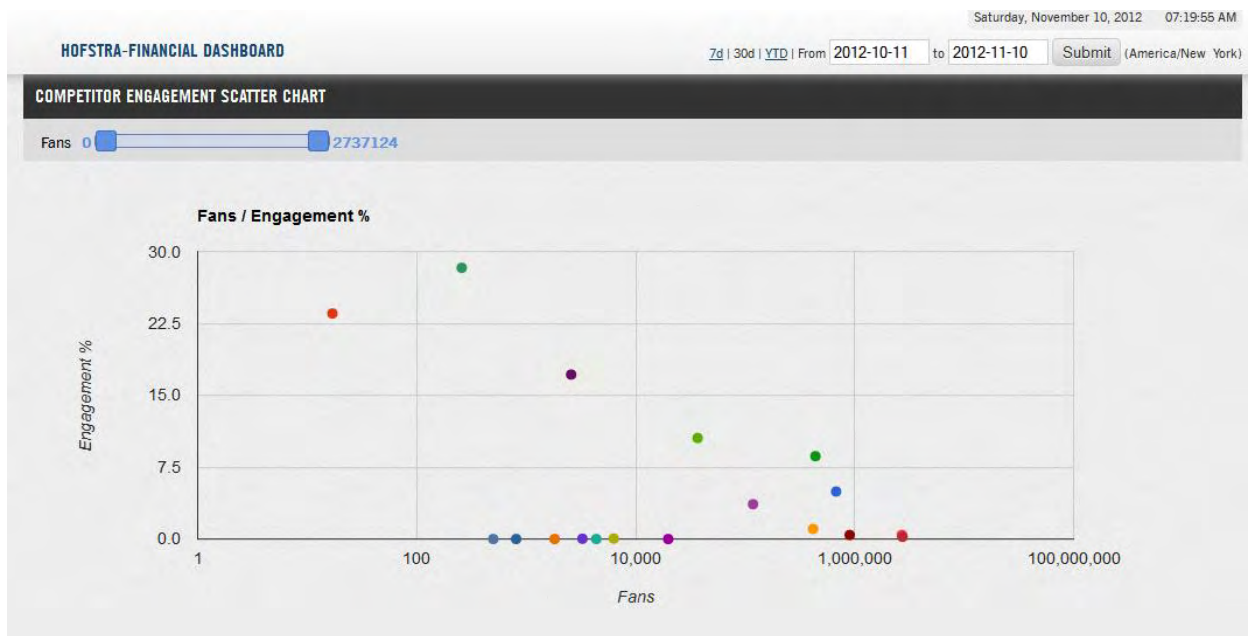 Saturday, November 10, 2012 07:19:55 AM
HOFSTRA-FINANCIAL DASHBOARD
7d | 30d | YTD | From 2012-10-11 to 2012-11-10 Submit (America/New York)
COMPETITOR ENGAGEMENT SCATTER CHART
Fans 0 2737124
Fans / Engagement %
30.0
22.5
15.0
7.5
0.0
Engagement %
1 100 10,000 1,000,000 100,000,000
Fans